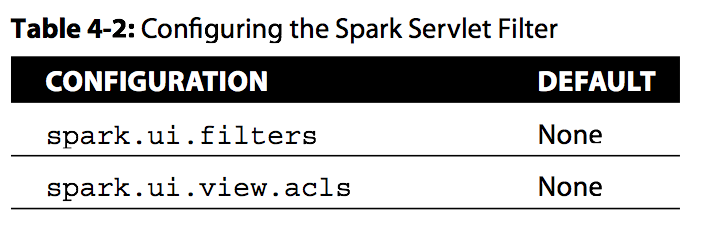 Table 4-2: Configuring the Spark Servlet Filter
CONFIGURATION DEFAULT
spark.ui.filters None
spark.ui.view.acls None